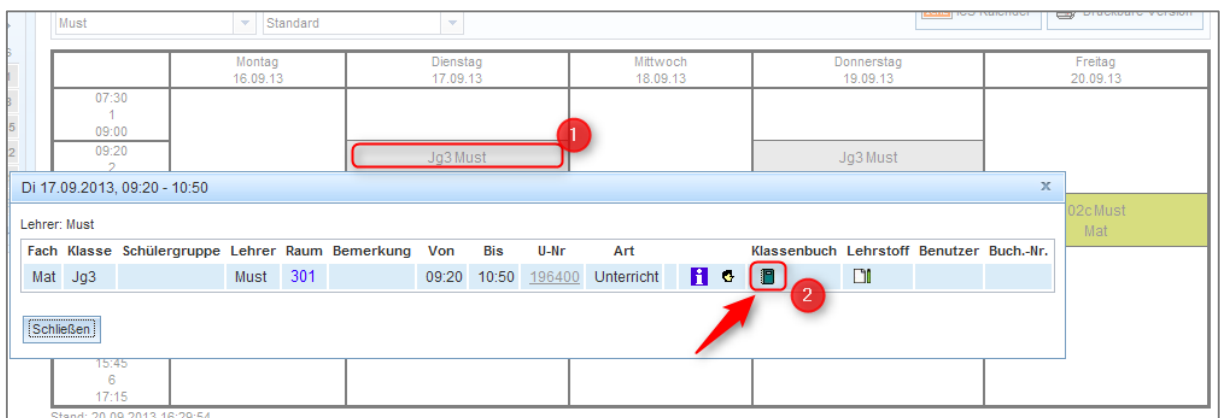 Must Standard iCS Kalender Druckbare Version
Montag Dienstag Mittwoch Donnerstag Freitag
16.09.13 17.09.13 18.09.13 19.09.13 20.09.13
07:30
1
09:00
1
09:20 Jg3 Must Jg3 Must
2
Di 17.09.2013, 09:20 - 10:50 x
Lehrer: Must
02c Must
Mat
Fach Klasse Schülergruppe Lehrer Raum Bemerkung Von Bis U-Nr Art Klassenbuch Lehrstoff Benutzer Buch.-Nr.
Mat Jg3 Must 301 09:20 10:50 196400 Unterricht
2
Schließen
15:45
6
17:15
Stand: 20.09.2013 16:29:54